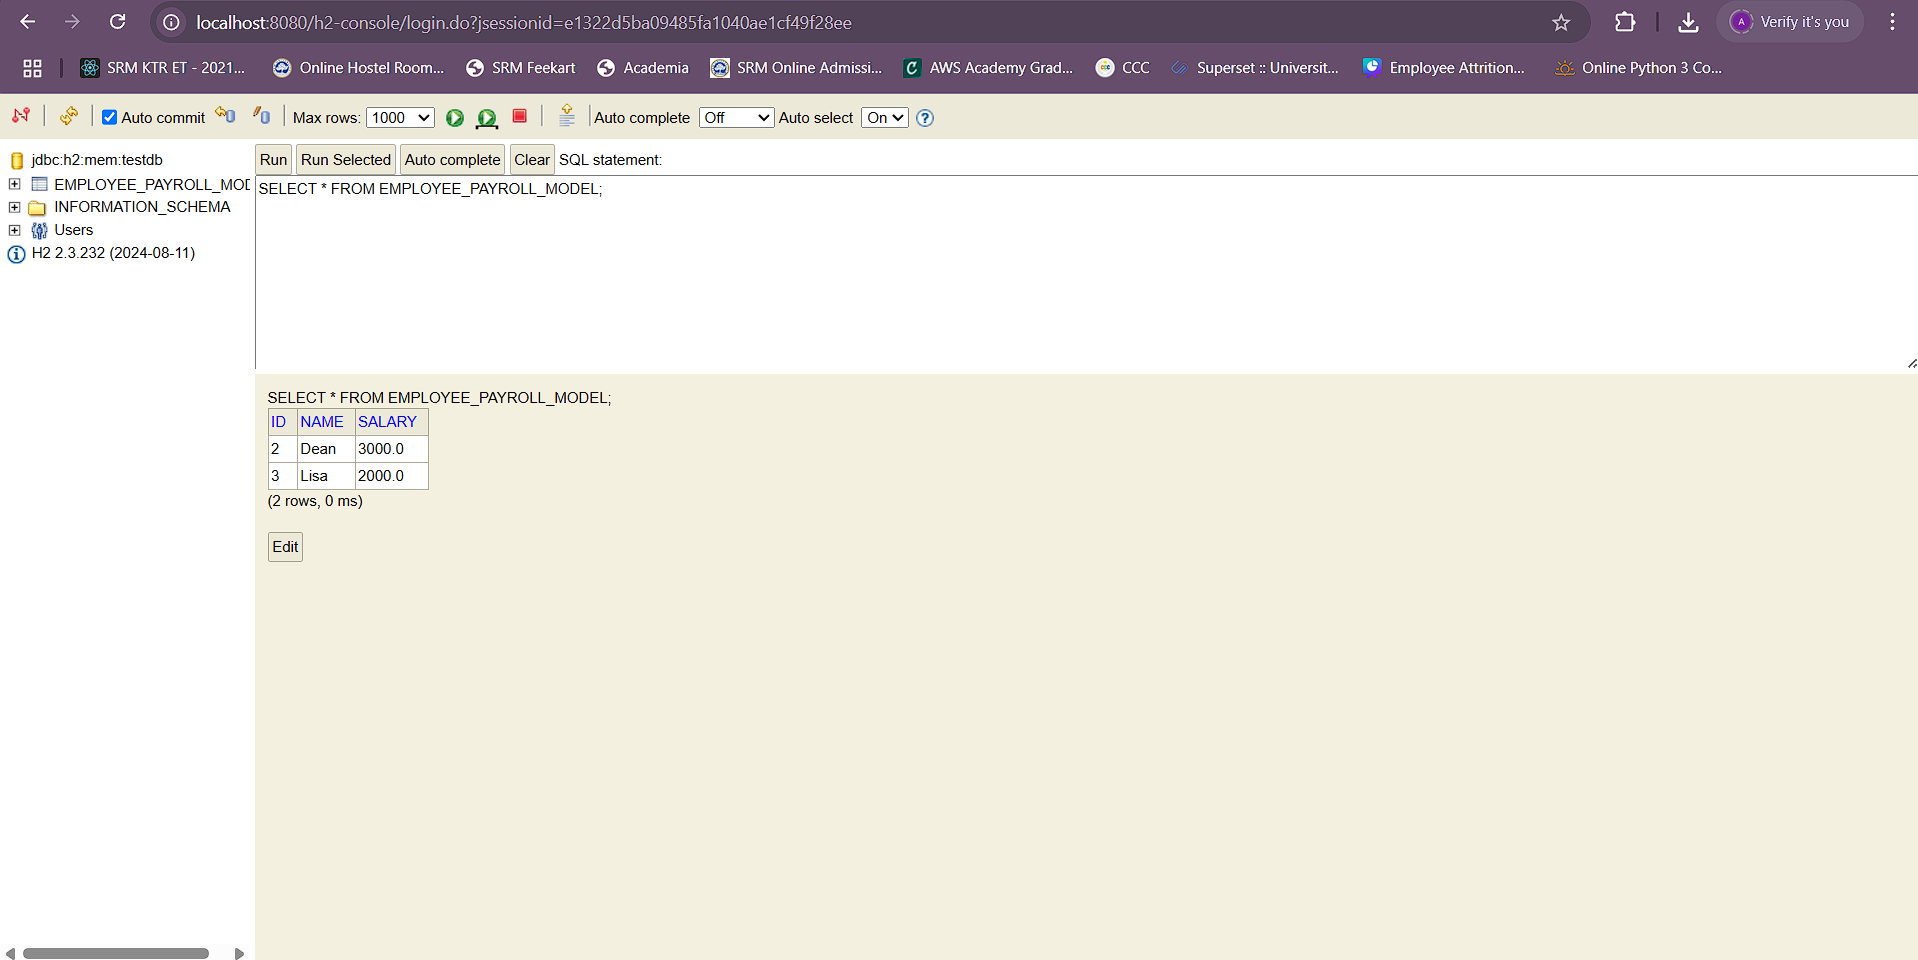 localhost:8080/h2-console/login.do?jsessionid=e1322d5ba09485fa1040ae1cf49f28ee
A Verify it's you
SRM KTR ET - 2021... Online Hostel Room... SRM Feekart Academia SRM Online Admissi... AWS Academy Grad... CCC Superset :: Universit... Employee Attrition... Online Python 3 Co...
Auto commit Max rows: 1000 Auto complete Off Auto select On ?
jdbc:h2:mem:testdb
EMPLOYEE_PAYROLL_MOD
INFORMATION_SCHEMA
Users
H2 2.3.232 (2024-08-11)
Run Run Selected Auto complete Clear SQL statement:
SELECT * FROM EMPLOYEE_PAYROLL_MODEL;
SELECT * FROM EMPLOYEE_PAYROLL_MODEL;
ID NAME SALARY
2 Dean 3000.0
3 Lisa 2000.0
(2 rows, 0 ms)
Edit